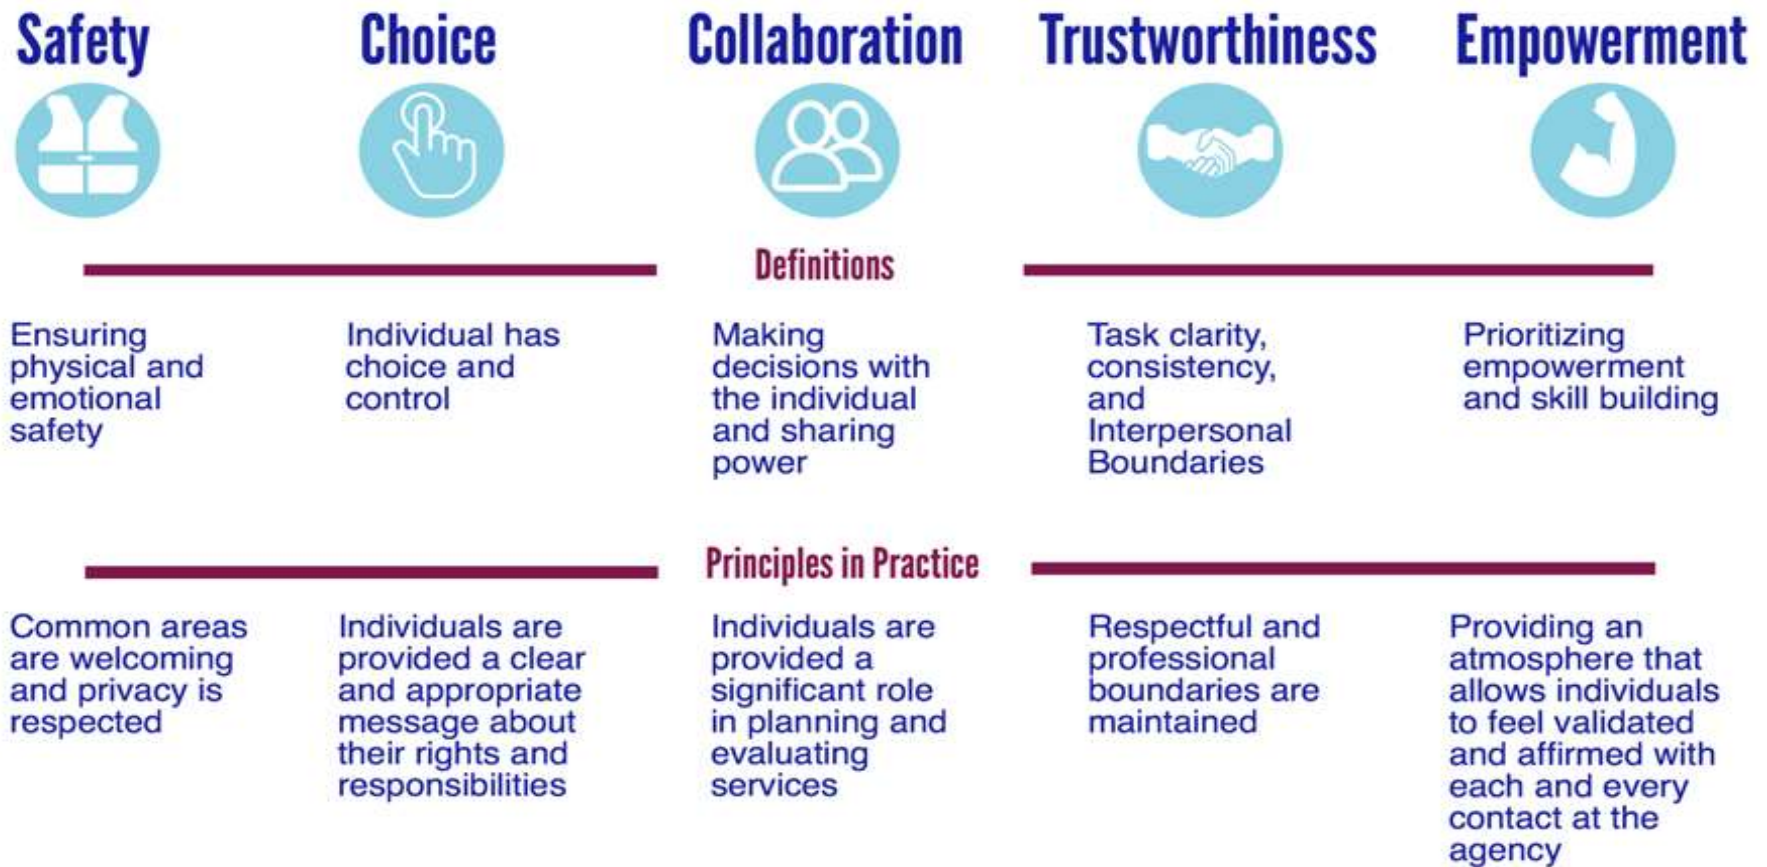 Safety
Choice
Collaboration
Trustworthiness
Empowerment
Definitions
Ensuring
physical and
emotional
safety
Individual has
choice and
control
Making
decisions with
the individual
and sharing
power
Task clarity,
consistency,
and
Interpersonal
Boundaries
Prioritizing
empowerment
and skill building
Principles in Practice
Common areas
are welcoming
and privacy is
respected
Individuals are
provided a clear
and appropriate
message about
their rights and
responsibilities
Individuals are
provided a
significant role
in planning and
evaluating
services
Respectful and
professional
boundaries are
maintained
Providing an
atmosphere that
allows individuals
to feel validated
and affirmed with
each and every
contact at the
agency